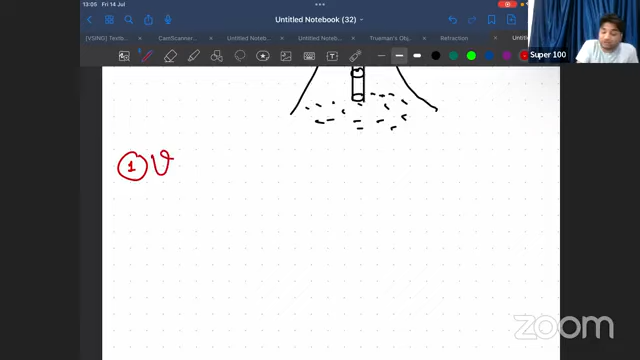 13:05 Fri 14 Jul
Untitled Notebook (32)
[VSING] Textb
CamScanner
Untitled Noteb
Untitled Noteb
Trueman's Obj
Refraction
Untitl
Super 100
1 V
zoom